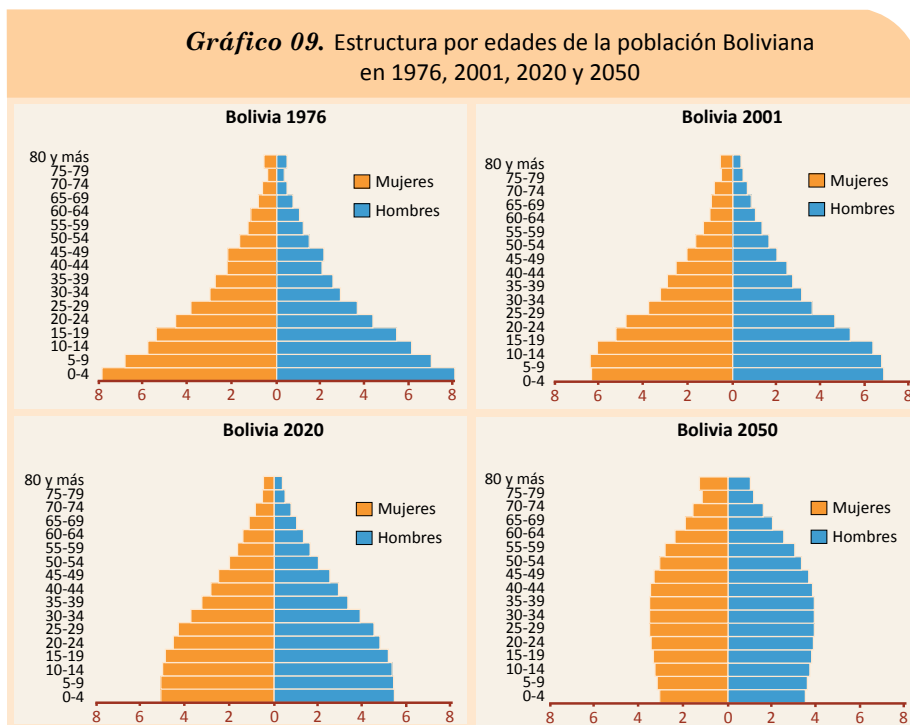 Gráfico 09. Estructura por edades de la población Boliviana
en 1976, 2001, 2020 y 2050
Bolivia 1976
80 y más
75-79
70-74
65-69
60-64
55-59
50-54
45-49
40-44
35-39
30-34
25-29
20-24
15-19
10-14
5-9
0-4
Mujeres
Hombres
8 6 4 2 0 2 4 6 8
Bolivia 2001
80 y más
75-79
70-74
65-69
60-64
55-59
50-54
45-49
40-44
35-39
30-34
25-29
20-24
15-19
10-14
5-9
0-4
Mujeres
Hombres
8 6 4 2 0 2 4 6 8
Bolivia 2020
80 y más
75-79
70-74
65-69
60-64
55-59
50-54
45-49
40-44
35-39
30-34
25-29
20-24
15-19
10-14
5-9
0-4
Mujeres
Hombres
8 6 4 2 0 2 4 6 8
Bolivia 2050
80 y más
75-79
70-74
65-69
60-64
55-59
50-54
45-49
40-44
35-39
30-34
25-29
20-24
15-19
10-14
5-9
0-4
Mujeres
Hombres
8 6 4 2 0 2 4 6 8